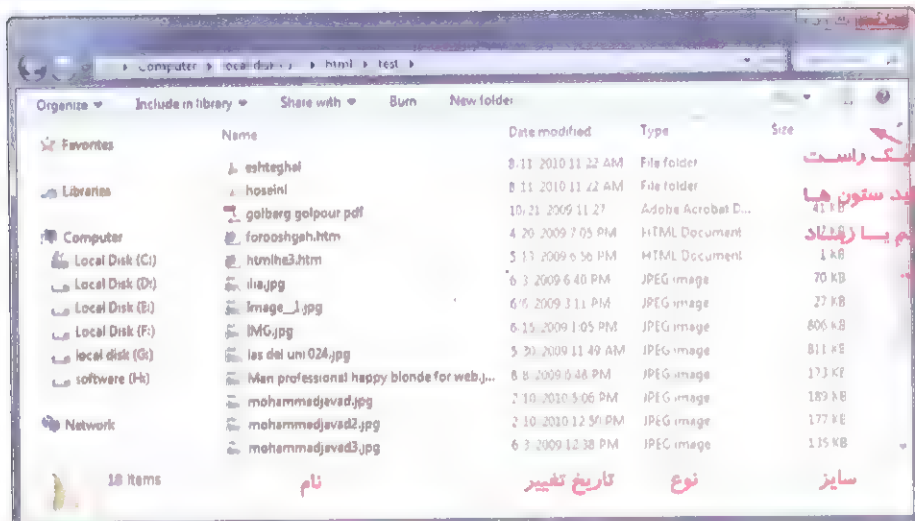 Computer ▸ local disk ▸ html ▸ test ▸
Organize Include in library Share with Burn New folder
Name Date modified Type Size
Favorites
eshteghal 8 11 2010 11 22 AM File folder
Libraries
hoseini 8 11 2010 11 22 AM File folder
golbarg golpour pdf 10/21 2009 11:27 Adobe Acrobat D... 41 KB
Computer
forooshgah.htm 4 20 2009 7:05 PM HTML Document
Local Disk (C:)
htmlhe3.htm 5 13 2009 6:56 PM HTML Document 1 KB
Local Disk (D:)
ilia.jpg 6 3 2009 6:40 PM JPEG image 70 KB
Local Disk (E:)
Image_1.jpg 6/6 2009 3:11 PM JPEG image 27 KB
Local Disk (F:)
IMG.jpg 6 15 2009 1:05 PM JPEG image 806 KB
local disk (G:)
las del uni 024.jpg 5 30 2009 11:49 AM JPEG image 811 KB
software (H:)
Man professional happy blonde for web.j... 8 8 2009 6:48 PM JPEG image 173 KB
mohammadjavad.jpg 2 10 2010 5:06 PM JPEG image 189 KB
Network
mohammadjavad2.jpg 2 10 2010 12:50 PM JPEG image 177 KB
mohammadjavad3.jpg 6 3 2009 12:38 PM JPEG image 135 KB
18 items
راست
ستون ها
نام تاریخ تغییر نوع سایز